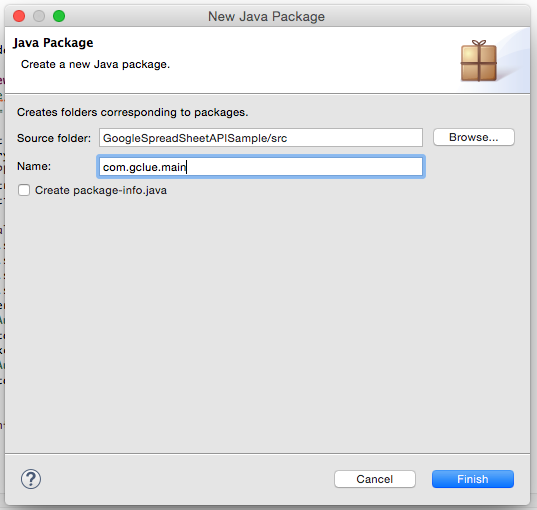 New Java Package
Java Package
Create a new Java package.
Creates folders corresponding to packages.
Source folder: GoogleSpreadSheetAPISample/src Browse...
Name: com.gclue.main
Create package-info.java
? Cancel Finish